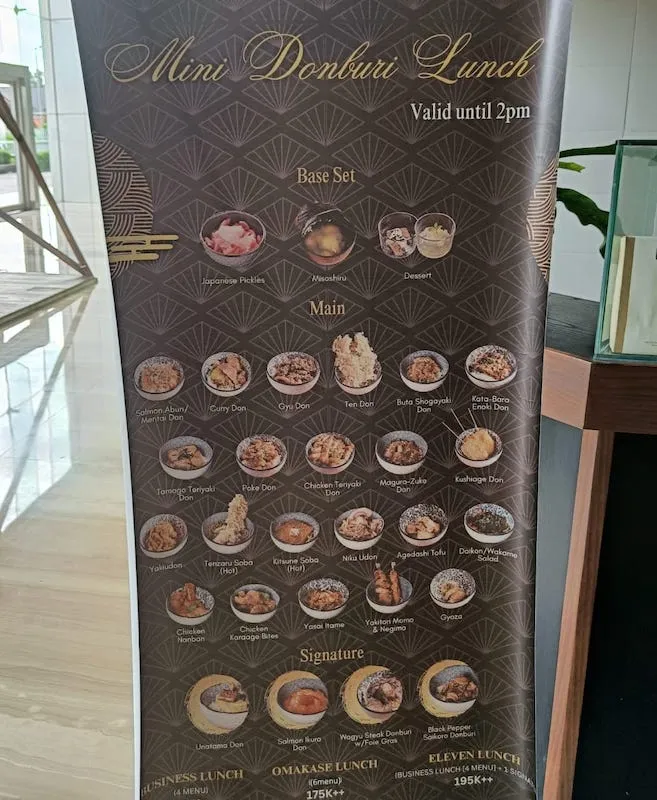 Mini Donburi Lunch
Valid until 2pm
Base Set
Japanese Pickles
Misoshiru
Dessert
Main
Salmon Aburi/
Mentai Don
Curry Don
Gyu Don
Ten Don
Buta Shogayaki
Don
Kata-Bara
Enoki Don
Tamago Teriyaki
Don
Poke Don
Chicken Teriyaki
Don
Maguro-Zuke
Don
Kushiage Don
Yakiudon
Tenzaru Soba
(Hot)
Kitsune Soba
(Hot)
Niku Udon
Agedashi Tofu
Daikon/Wakame
Salad
Chicken
Nanban
Chicken
Karaage Bites
Yasai Itame
Yakitori Momo
& Negima
Gyoza
Signature
Unatama Don
Salmon Ikura
Don
Wagyu Steak Donburi
w/Foie Gras
Black Pepper
Saikoro Donburi
BUSINESS LUNCH
(4 MENU)
OMAKASE LUNCH
(6menu)
175K++
ELEVEN LUNCH
(BUSINESS LUNCH [4 MENU] + 1 SIGNA
195K++